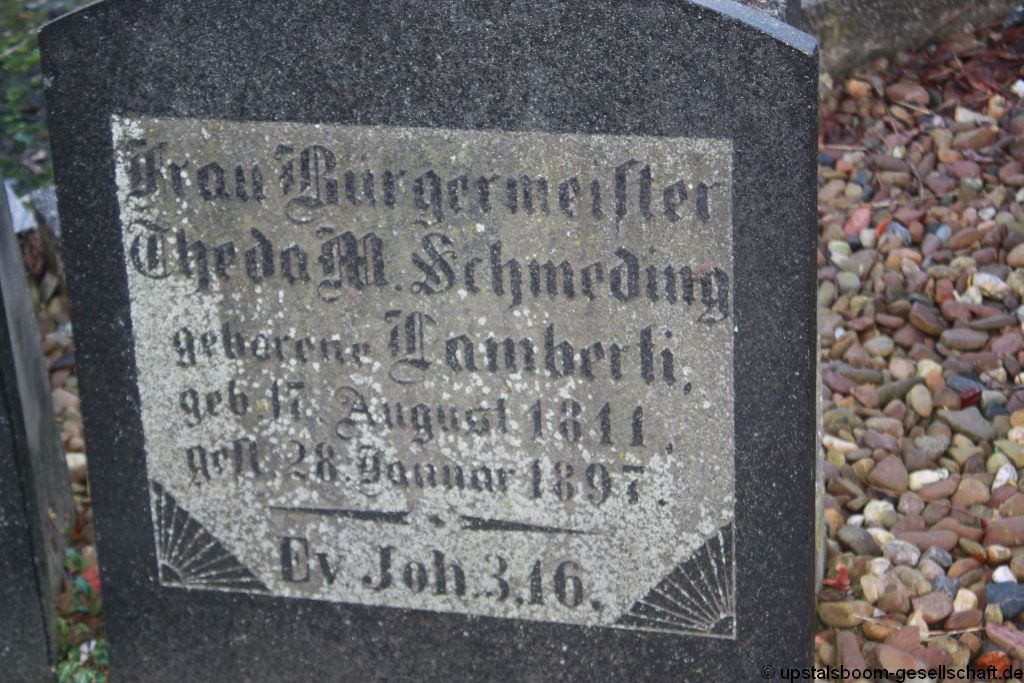 Frau Bürgermeister
Theda M. Schmeding
geborene Lamberti,
geb 17. August 1811,
gest. 28. Januar 1897.
Ev Joh. 3,16.
© upstalsboom-gesellschaft.de